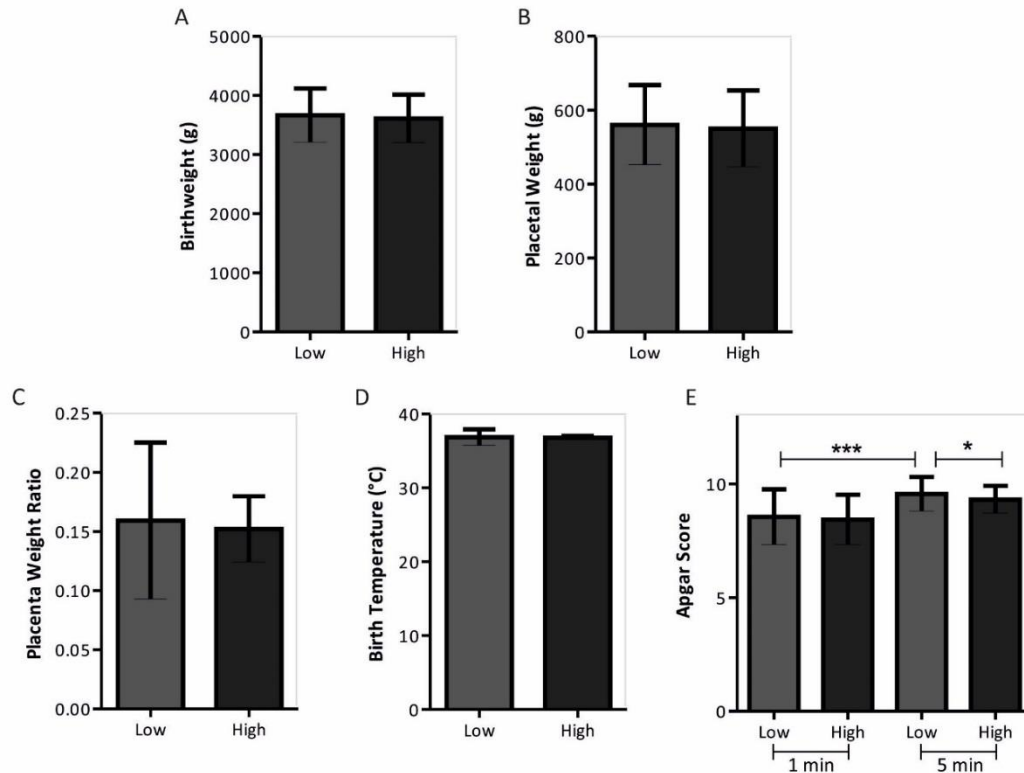 A
Birthweight (g)
5000
4000
3000
2000
1000
0
Low High
B
Placetal Weight (g)
800
600
400
200
0
Low High
C
Placenta Weight Ratio
0.25
0.20
0.15
0.10
0.05
0.00
Low High
D
Birth Temperature (°C)
40
30
20
10
0
Low High
E
Apgar Score
10
5
0
*** *
Low High Low High
1 min 5 min